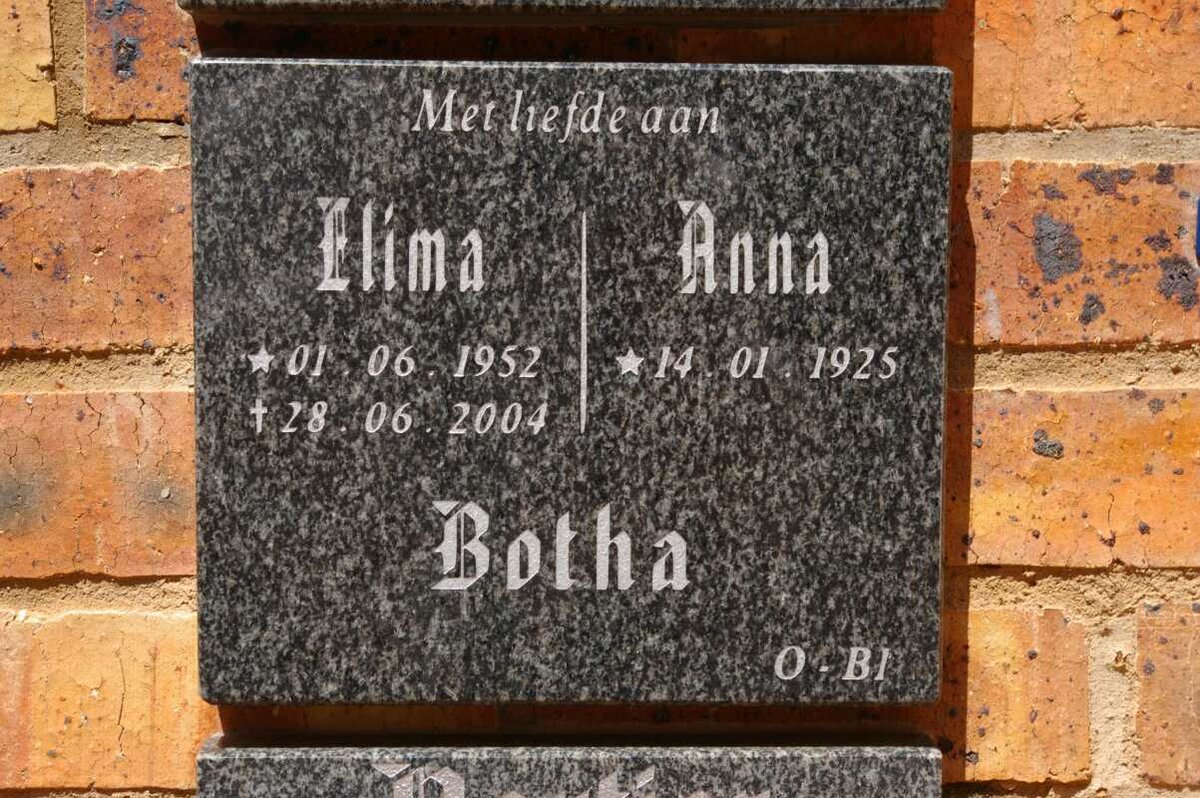 Met liefde aan
Elima Anna
★ 01 . 06 . 1952 ★ 14 . 01 . 1925
† 28 . 06 . 2004
Botha
O - B1